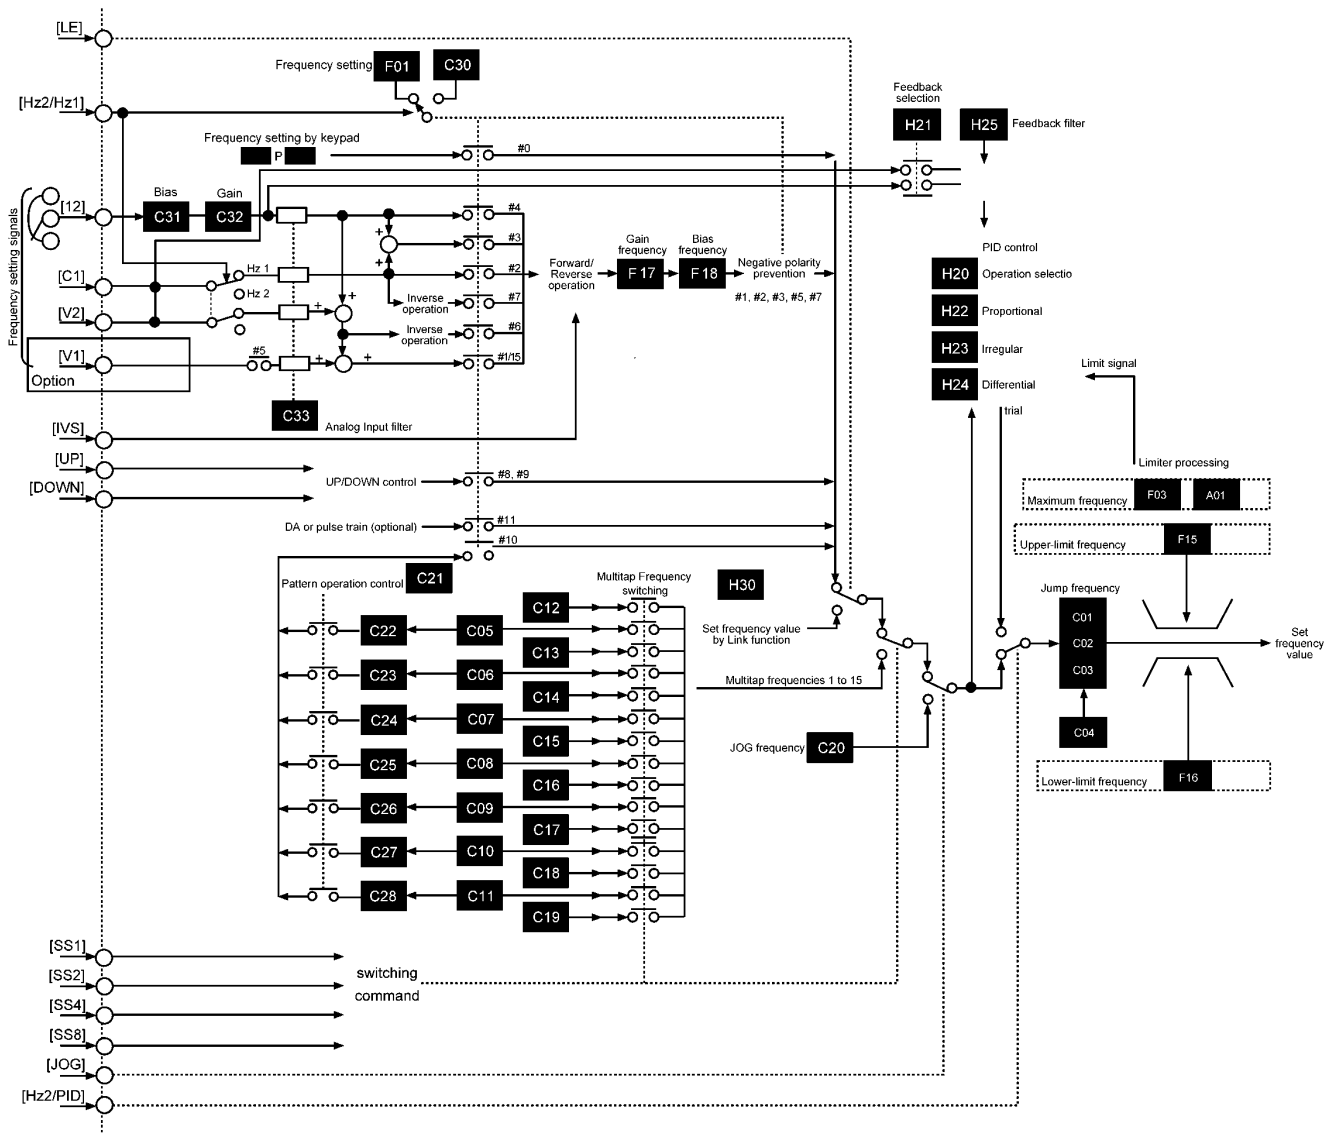 [LE]
Frequency setting
F01
C30
[Hz2/Hz1]
Feedback
selection
H21
H25
Feedback filter
Frequency setting by keypad
P
#0
Frequency setting signals
[12]
Bias
C31
Gain
C32
#4
#3
Hz 1
#2
Hz 2
Inverse
operation
#7
Inverse
operation
#6
#1/15
[C1]
[V2]
[V1]
Option
#5
C33
Analog Input filter
Forward/
Reverse
operation
Gain
frequency
F 17
Bias
frequency
F18
Negative polarity
prevention
#1, #2, #3, #5, #7
PID control
H20
Operation selectio
H22
Proportional
H23
Irregular
H24
Differential
trial
Limit signal
Limiter processing
Maximum frequency
F03
A01
Upper-limit frequency
F15
[IVS]
[UP]
[DOWN]
UP/DOWN control
#8, #9
DA or pulse train (optional)
#11
#10
Pattern operation control
C21
Multitap Frequency
switching
H30
Set frequency value
by Link function
Multitap frequencies 1 to 15
JOG frequency
C20
Jump frequency
C01
C02
C03
C04
Set
frequency
value
Lower-limit frequency
F16
C12
C22
C05
C13
C23
C06
C14
C24
C07
C15
C25
C08
C16
C26
C09
C17
C27
C10
C18
C28
C11
C19
[SS1]
[SS2]
[SS4]
[SS8]
switching
command
[JOG]
[Hz2/PID]
+
+
+
+
+
+